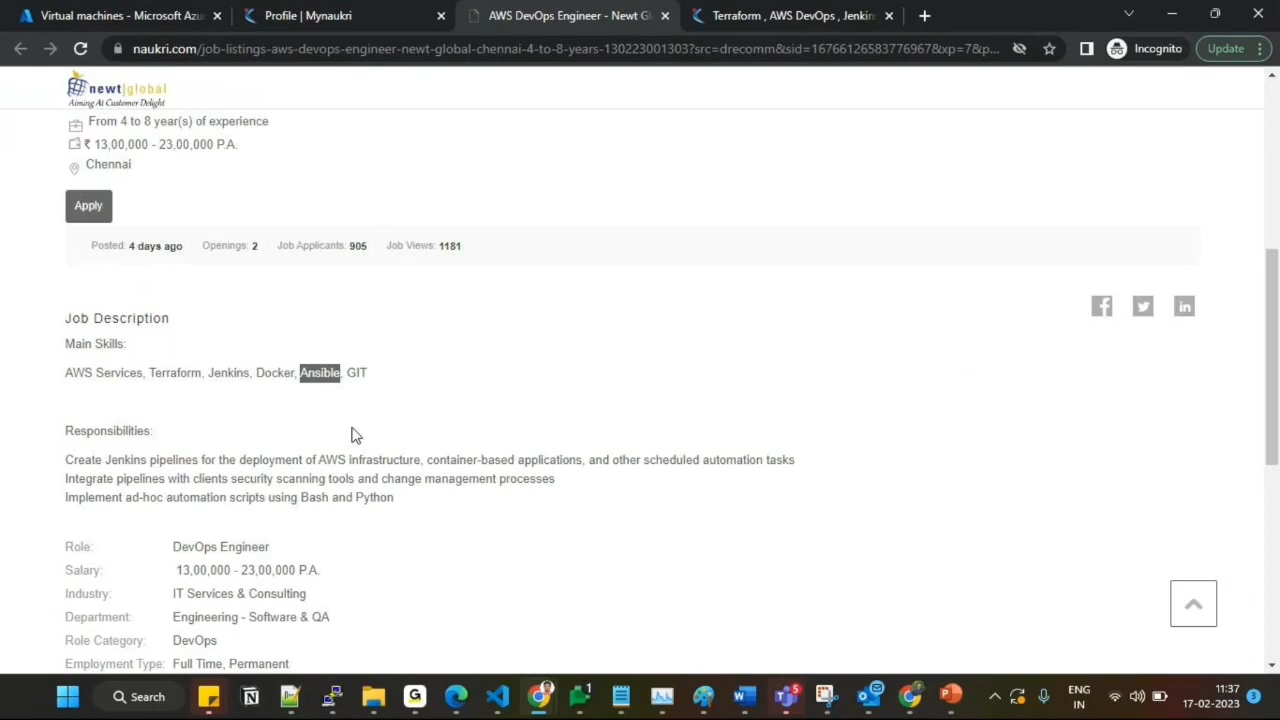 Virtual machines - Microsoft Azu
Profile | Mynaukri
AWS DevOps Engineer - Newt Gl
Terraform , AWS DevOps , Jenkin
naukri.com/job-listings-aws-devops-engineer-newt-global-chennai-4-to-8-years-130223001303?src=drecomm&sid=16766126583776967&xp=7&p...
Incognito
Update
newt|global
Aiming At Customer Delight
From 4 to 8 year(s) of experience
₹ 13,00,000 - 23,00,000 P.A.
Chennai
Apply
Posted: 4 days ago
Openings: 2
Job Applicants: 905
Job Views: 1181
Job Description
Main Skills:
AWS Services, Terraform, Jenkins, Docker, Ansible, GIT
Responsibilities:
Create Jenkins pipelines for the deployment of AWS infrastructure, container-based applications, and other scheduled automation tasks
Integrate pipelines with clients security scanning tools and change management processes
Implement ad-hoc automation scripts using Bash and Python
Role: DevOps Engineer
Salary: 13,00,000 - 23,00,000 P.A.
Industry: IT Services & Consulting
Department: Engineering - Software & QA
Role Category: DevOps
Employment Type: Full Time, Permanent
Search
1
5
ENG
IN
11:37
17-02-2023
3